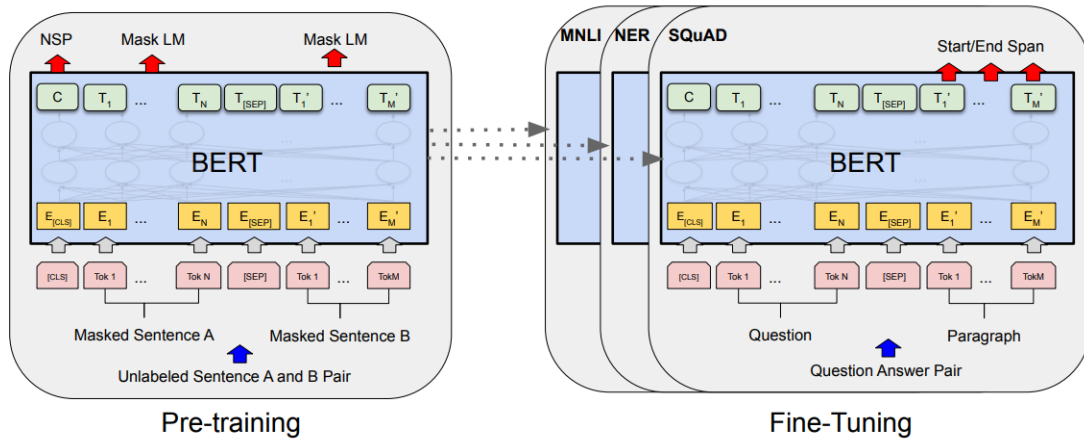 NSP Mask LM Mask LM
C T1 ... TN T[SEP] T1' ... TM'
BERT
E[CLS] E1 ... EN E[SEP] E1' ... EM'
[CLS] Tok 1 ... Tok N [SEP] Tok 1 ... TokM
Masked Sentence A Masked Sentence B
Unlabeled Sentence A and B Pair
Pre-training
MNLI NER SQuAD
Start/End Span
C T1 ... TN T[SEP] T1' ... TM'
BERT
E[CLS] E1 ... EN E[SEP] E1' ... EM'
[CLS] Tok 1 ... Tok N [SEP] Tok 1 ... TokM
Question Paragraph
Question Answer Pair
Fine-Tuning